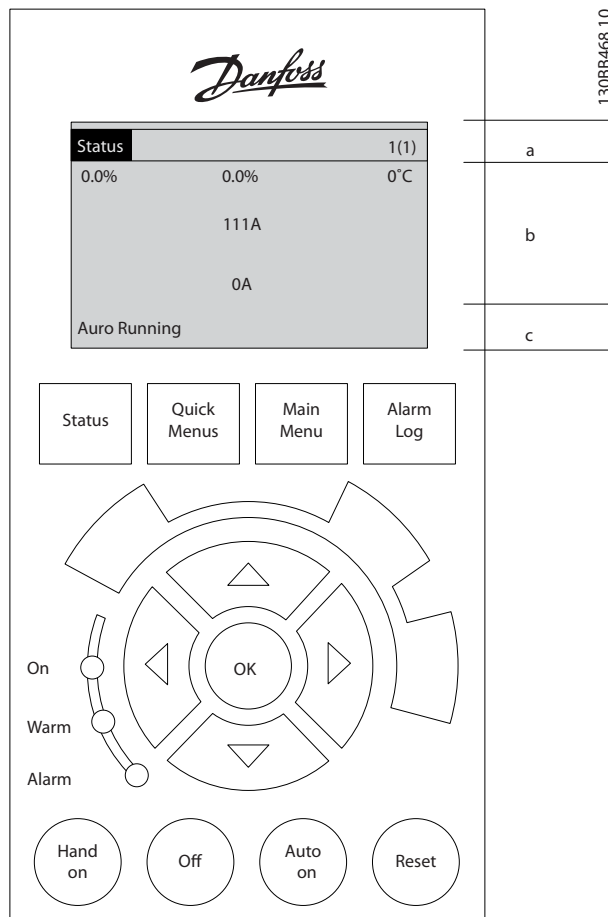 Danfoss
130BB468.10
Status 1(1)
0.0% 0.0% 0°C
111A
0A
Auro Running
a
b
c
Status
Quick
Menus
Main
Menu
Alarm
Log
OK
On
Warm
Alarm
Hand
on
Off
Auto
on
Reset